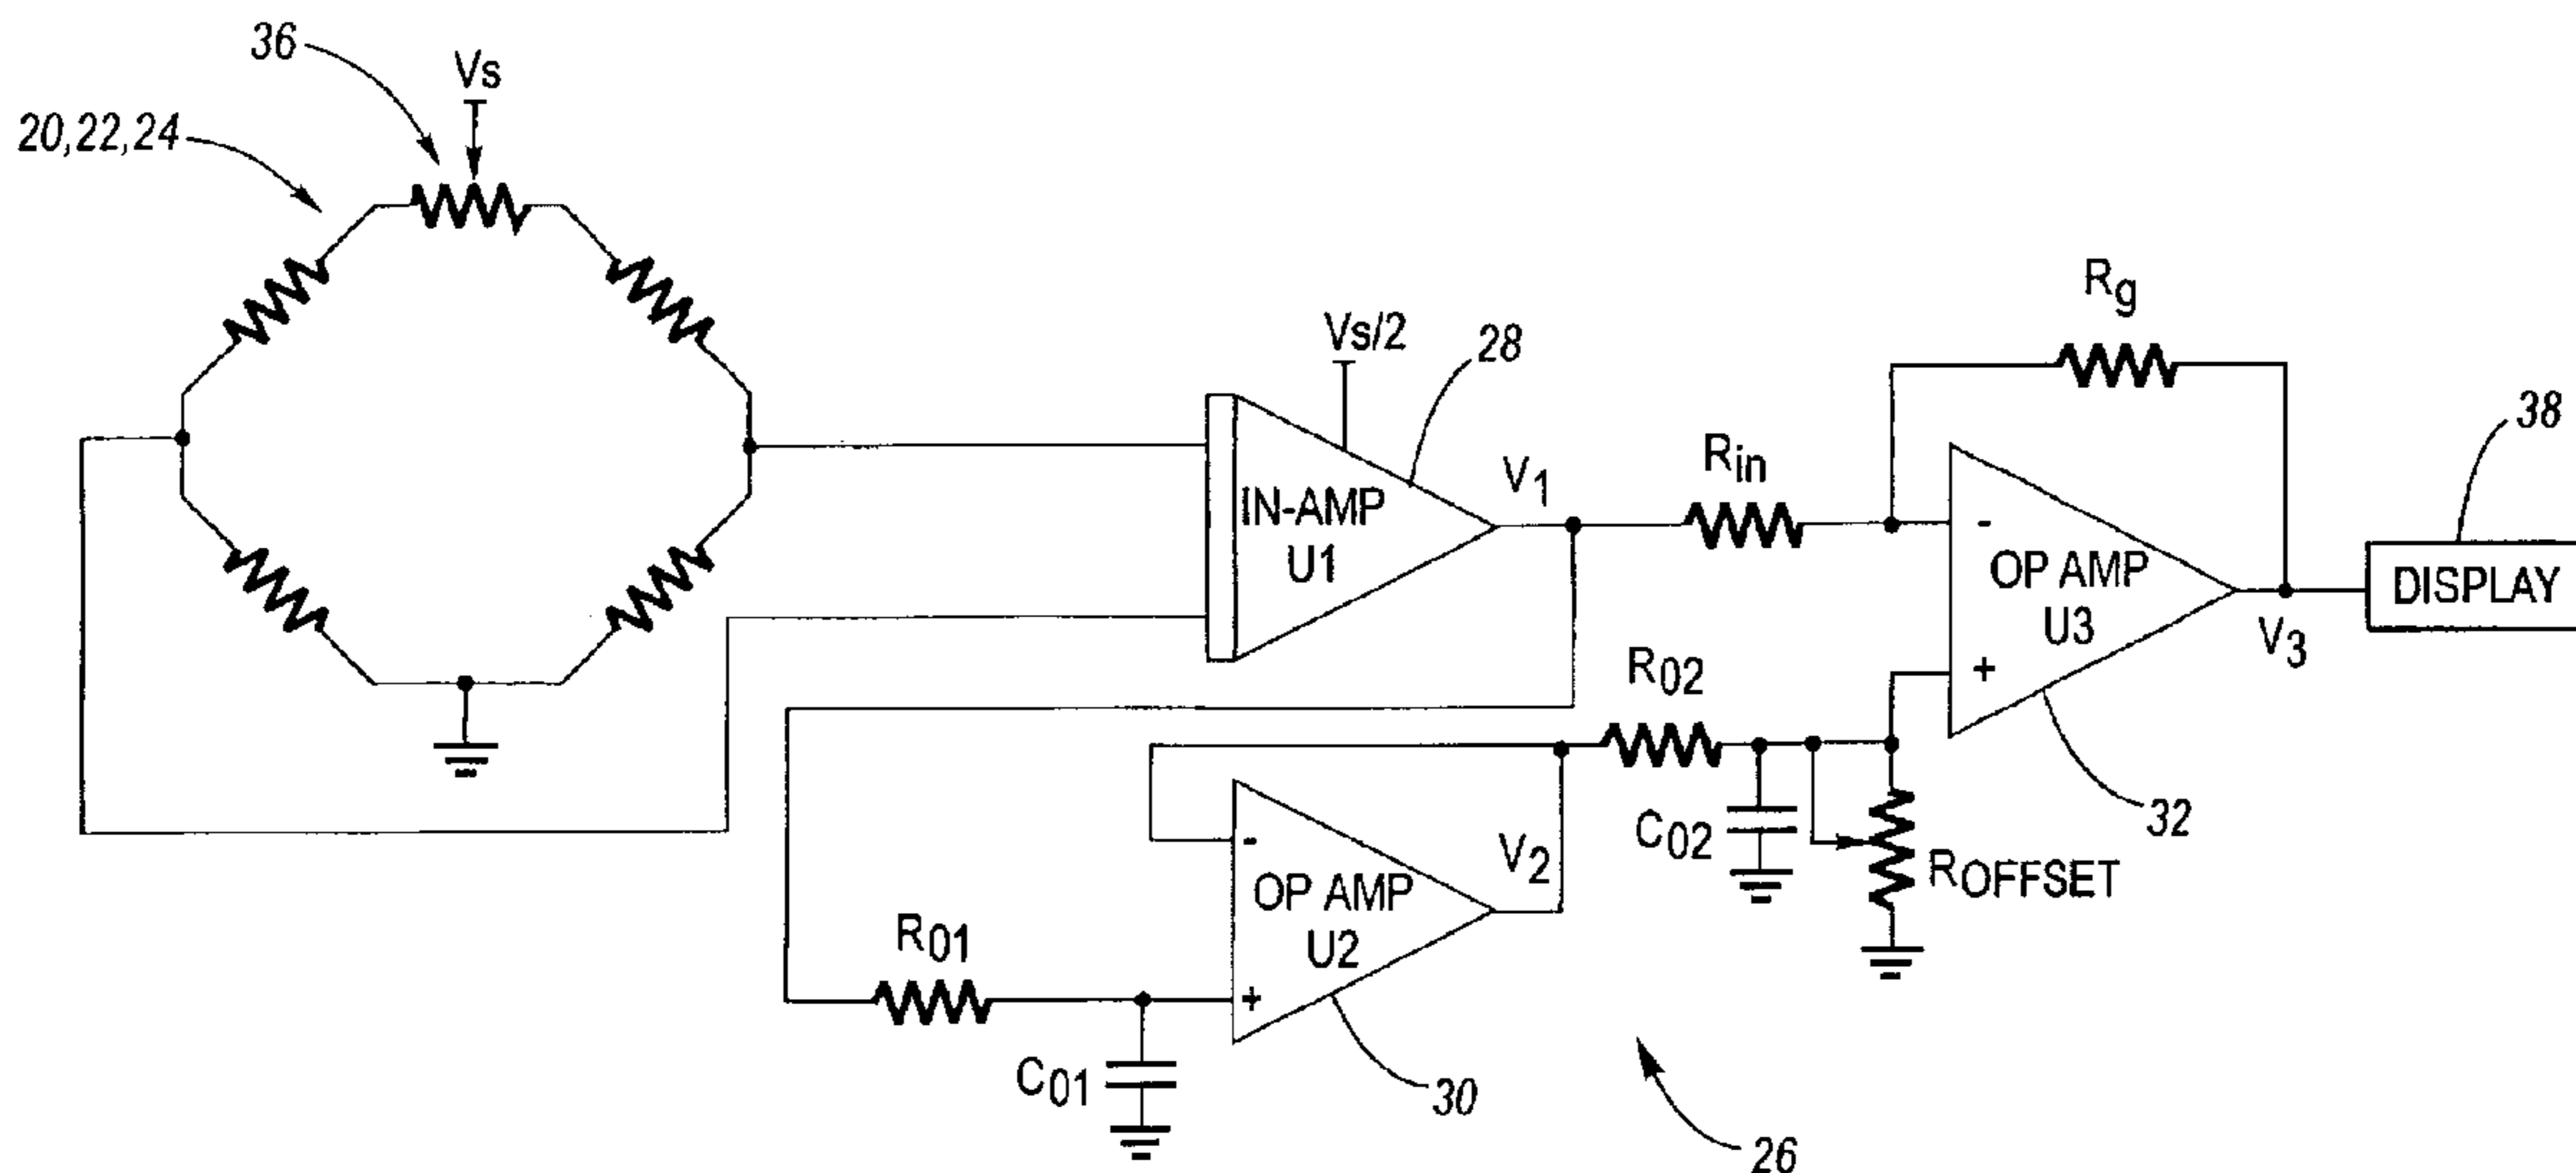 36
Vs
20,22,24
Rg
Vs/2
28
38
V1
Rin
IN-AMP
U1
-
OP AMP
U3
+
DISPLAY
V3
R02
32
C02
ROFFSET
-
V2
OP AMP
U2
+
R01
C01
30
26